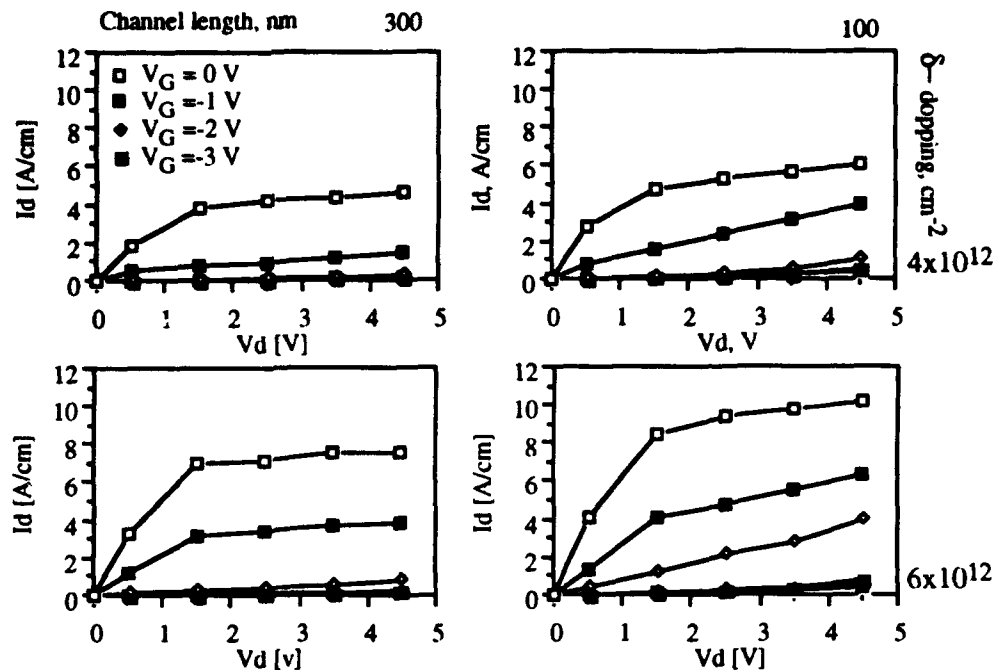 Channel length, nm 300 100
12
10
8
6
4
2
0
Id [A/cm]
V_G = 0 V
V_G =-1 V
V_G =-2 V
V_G =-3 V
0 1 2 3 4 5
Vd [V]
12
10
8
6
4
2
0
Id, A/cm
0 1 2 3 4 5
Vd, V
δ– dopping, cm-2
4x10^12
12
10
8
6
4
2
0
Id [A/cm]
0 1 2 3 4 5
Vd [v]
12
10
8
6
4
2
0
Id [A/cm]
0 1 2 3 4 5
Vd [V]
6x10^12